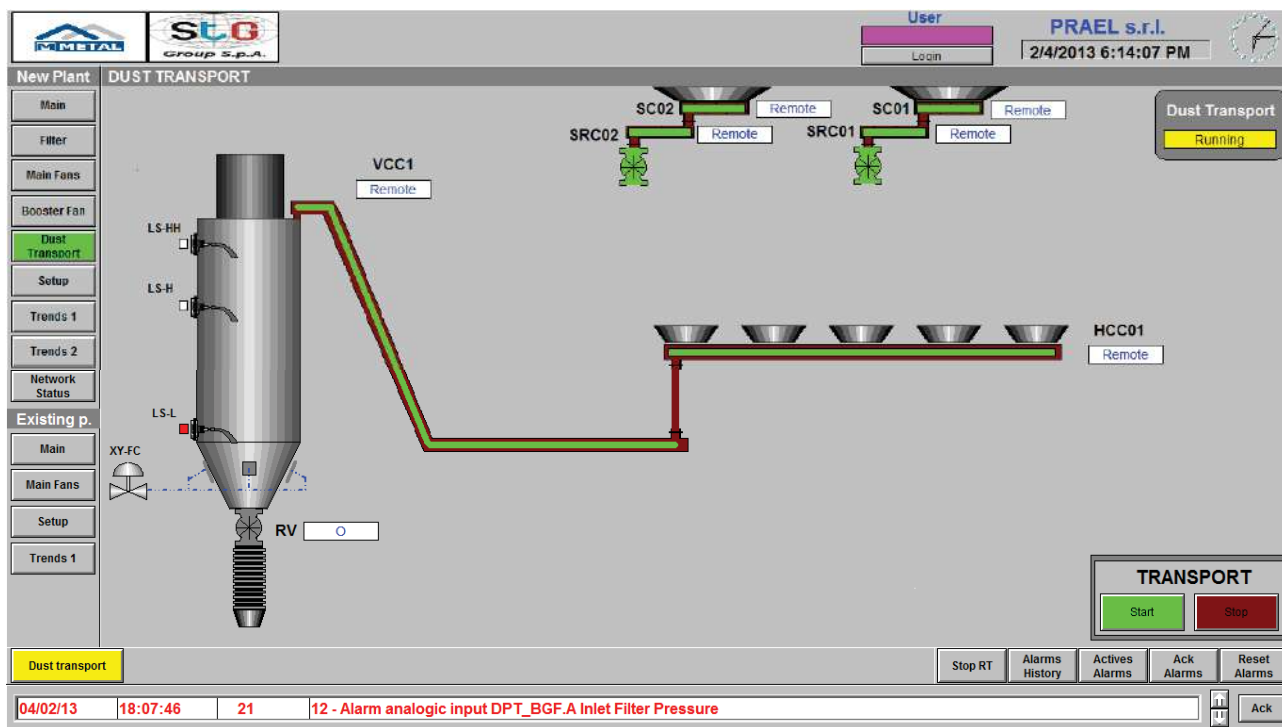 METAL
STG
Group S.p.A.
User
Login
PRAEL s.r.l.
2/4/2013 6:14:07 PM
New Plant
DUST TRANSPORT
Main
Filter
Main Fans
Booster Fan
Dust
Transport
Setup
Trends 1
Trends 2
Network
Status
Existing p.
Main
Main Fans
Setup
Trends 1
SC02
Remote
SC01
Remote
SRC02
Remote
SRC01
Remote
Dust Transport
Running
VCC1
Remote
LS-HH
LS-H
LS-L
XY-FC
RV
O
HCC01
Remote
TRANSPORT
Start
Stop
Dust transport
Stop RT
Alarms
History
Actives
Alarms
Ack
Alarms
Reset
Alarms
04/02/13 18:07:46 21 12 - Alarm analogic input DPT_BGF.A Inlet Filter Pressure
Ack